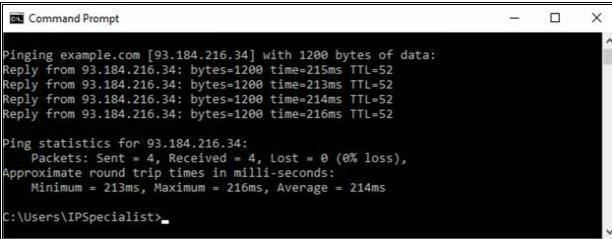 Command Prompt
Pinging example.com [93.184.216.34] with 1200 bytes of data:
Reply from 93.184.216.34: bytes=1200 time=215ms TTL=52
Reply from 93.184.216.34: bytes=1200 time=213ms TTL=52
Reply from 93.184.216.34: bytes=1200 time=214ms TTL=52
Reply from 93.184.216.34: bytes=1200 time=216ms TTL=52
Ping statistics for 93.184.216.34:
Packets: Sent = 4, Received = 4, Lost = 0 (0% loss),
Approximate round trip times in milli-seconds:
Minimum = 213ms, Maximum = 216ms, Average = 214ms
C:\Users\IPSpecialist>